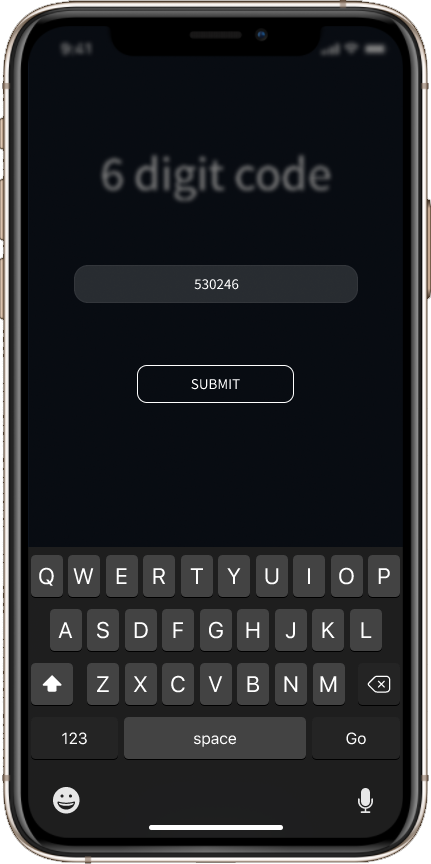 9:41
6 digit code
530246
SUBMIT
Q W E R T Y U I O P
A S D F G H J K L
Z X C V B N M
123 space Go